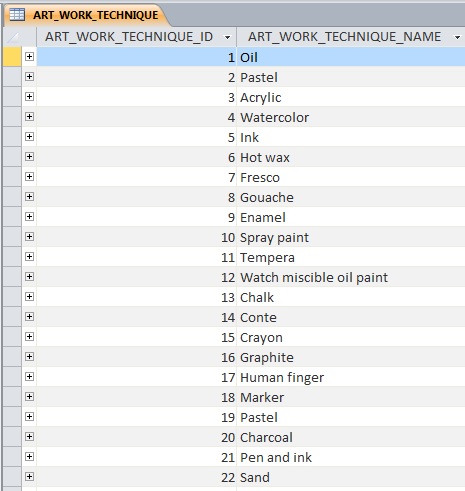 ART_WORK_TECHNIQUE
ART_WORK_TECHNIQUE_ID ART_WORK_TECHNIQUE_NAME
1 Oil
2 Pastel
3 Acrylic
4 Watercolor
5 Ink
6 Hot wax
7 Fresco
8 Gouache
9 Enamel
10 Spray paint
11 Tempera
12 Watch miscible oil paint
13 Chalk
14 Conte
15 Crayon
16 Graphite
17 Human finger
18 Marker
19 Pastel
20 Charcoal
21 Pen and ink
22 Sand